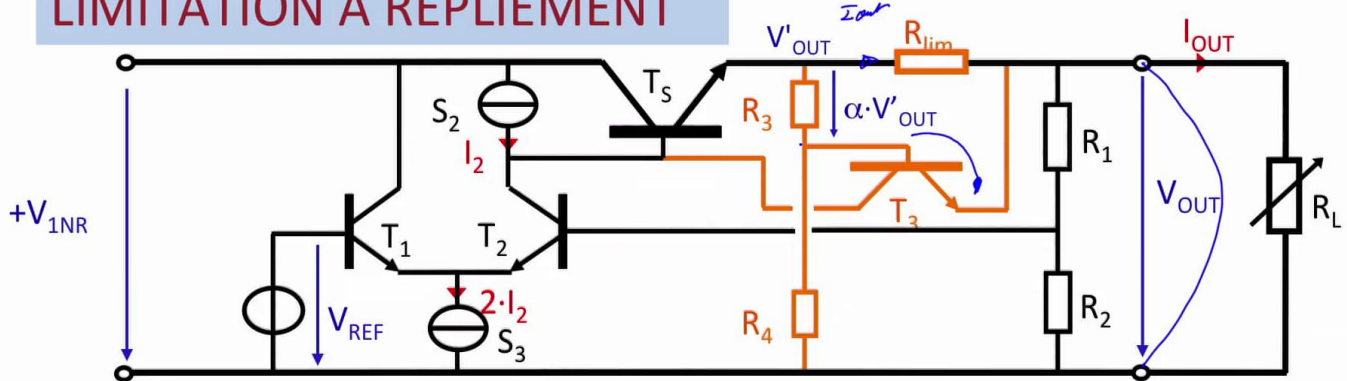 LIMITATION À REPLIEMENT
Iout
V'OUT
Rlim
IOUT
S2
TS
R3
α·V'OUT
I2
R1
+V1NR
T1
T2
T3
VOUT
RL
VREF
2·I2
S3
R4
R2